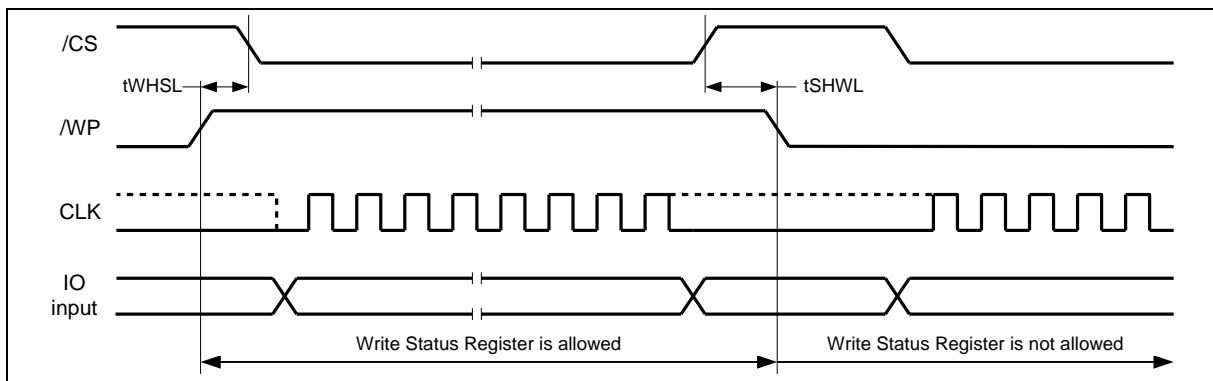 /CS
tWHSL
tSHWL
/WP
CLK
IO
input
Write Status Register is allowed
Write Status Register is not allowed